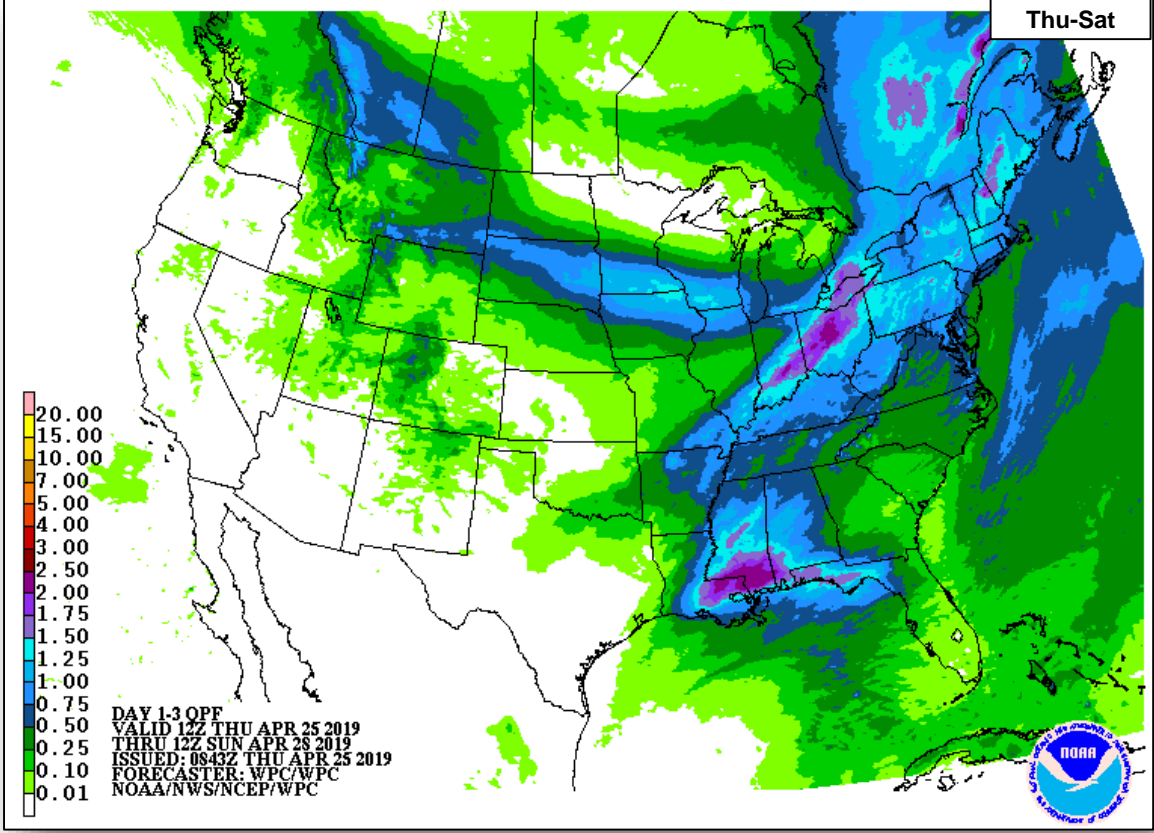 Thu-Sat
20.00
15.00
10.00
7.00
5.00
4.00
3.00
2.50
2.00
1.75
1.50
1.25
1.00
0.75
0.50
0.25
0.10
0.01
DAY 1-3 QPF
VALID 12Z THU APR 25 2019
THRU 12Z SUN APR 28 2019
ISSUED: 0843Z THU APR 25 2019
FORECASTER: WPC/WPC
NOAA/NWS/NCEP/WPC
NOAA